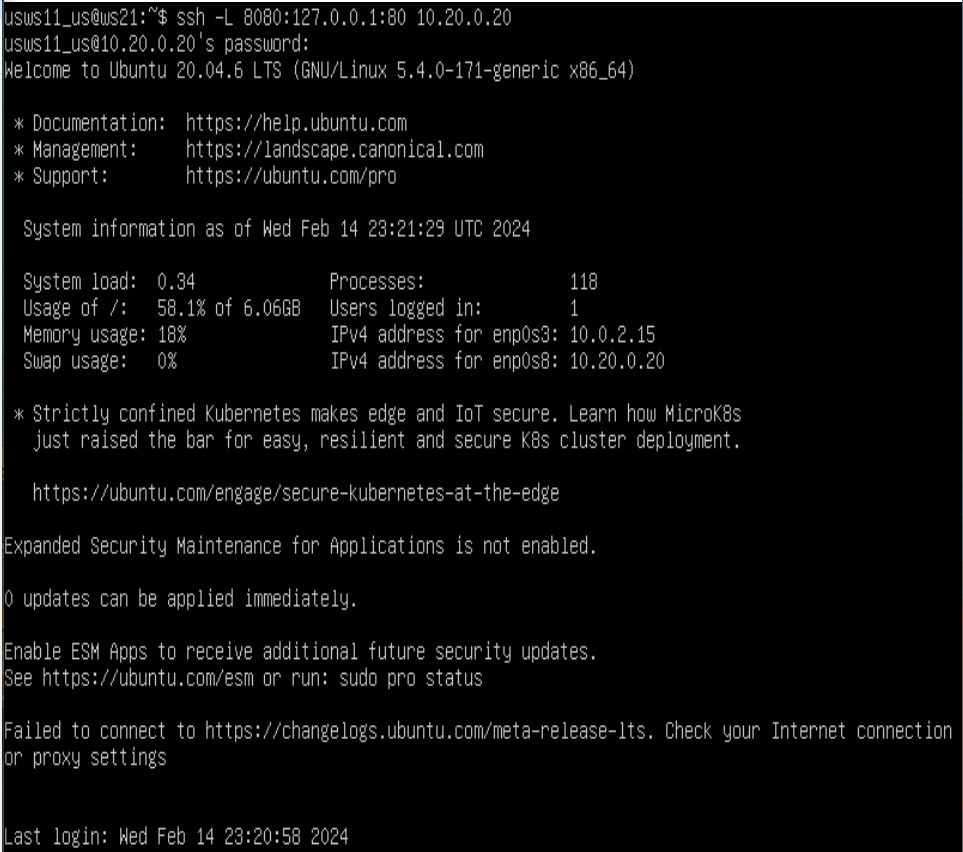 usws11_us@ws21:~$ ssh -L 8080:127.0.0.1:80 10.20.0.20
usws11_us@10.20.0.20's password:
Welcome to Ubuntu 20.04.6 LTS (GNU/Linux 5.4.0-171-generic x86_64)
* Documentation:  https://help.ubuntu.com
* Management:     https://landscape.canonical.com
* Support:        https://ubuntu.com/pro
System information as of Wed Feb 14 23:21:29 UTC 2024
System load:  0.34              Processes:               118
Usage of /:   58.1% of 6.06GB   Users logged in:         1
Memory usage: 18%               IPv4 address for enp0s3: 10.0.2.15
Swap usage:   0%                IPv4 address for enp0s8: 10.20.0.20
* Strictly confined Kubernetes makes edge and IoT secure. Learn how MicroK8s
just raised the bar for easy, resilient and secure K8s cluster deployment.
https://ubuntu.com/engage/secure-kubernetes-at-the-edge
Expanded Security Maintenance for Applications is not enabled.
0 updates can be applied immediately.
Enable ESM Apps to receive additional future security updates.
See https://ubuntu.com/esm or run: sudo pro status
Failed to connect to https://changelogs.ubuntu.com/meta-release-lts. Check your Internet connection
or proxy settings
Last login: Wed Feb 14 23:20:58 2024